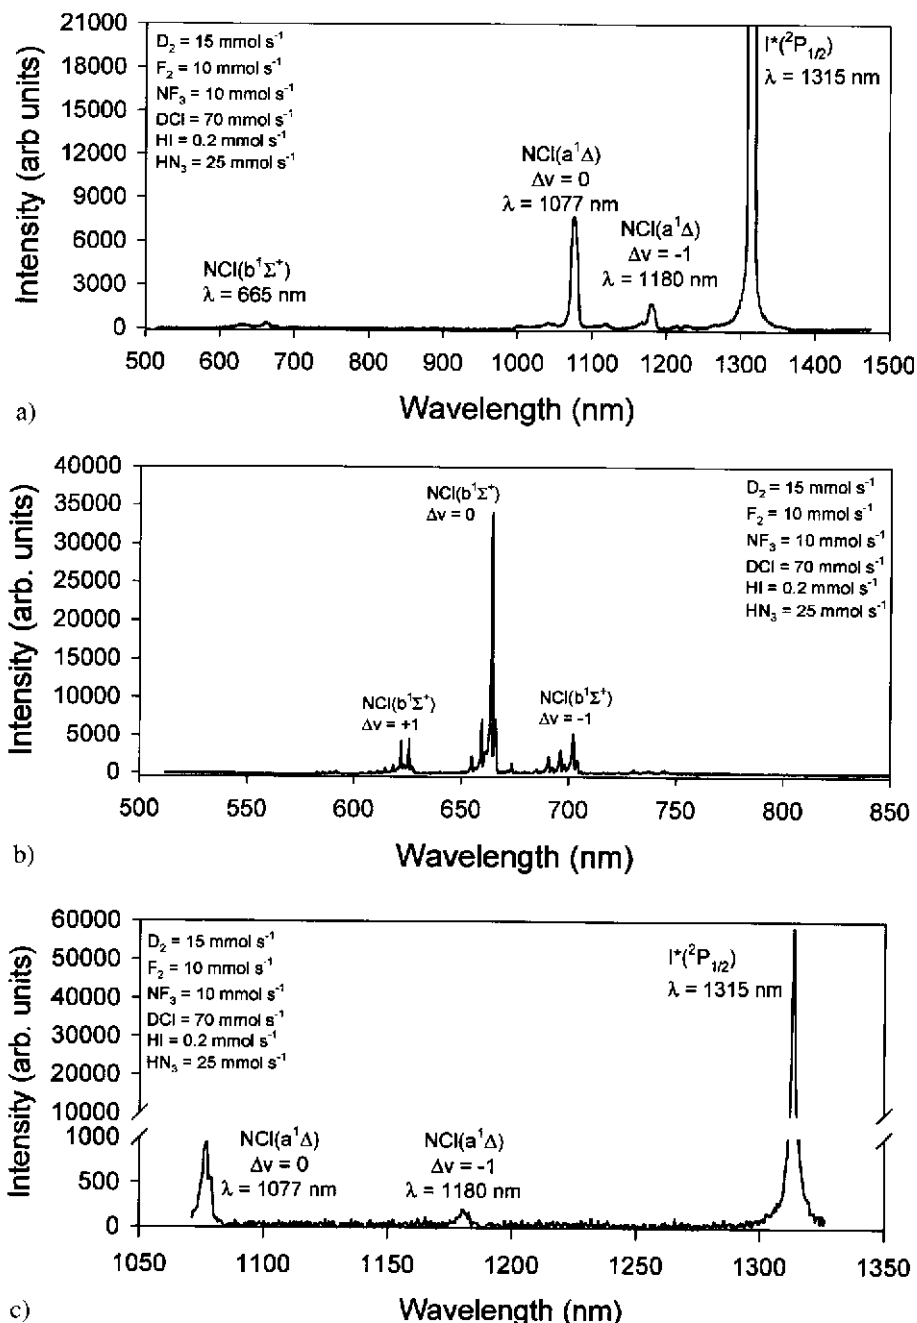 21000
18000
15000
12000
9000
6000
3000
0
Intensity (arb units)
D₂ = 15 mmol s⁻¹
F₂ = 10 mmol s⁻¹
NF₃ = 10 mmol s⁻¹
DCl = 70 mmol s⁻¹
HI = 0.2 mmol s⁻¹
HN₃ = 25 mmol s⁻¹
NCl(b¹Σ⁺)
λ = 665 nm
NCl(a¹Δ)
Δv = 0
λ = 1077 nm
NCl(a¹Δ)
Δv = -1
λ = 1180 nm
I*(²P₁/₂)
λ = 1315 nm
500 600 700 800 900 1000 1100 1200 1300 1400 1500
Wavelength (nm)
a)
40000
35000
30000
25000
20000
15000
10000
5000
0
Intensity (arb. units)
NCl(b¹Σ⁺)
Δv = 0
NCl(b¹Σ⁺)
Δv = +1
NCl(b¹Σ⁺)
Δv = -1
D₂ = 15 mmol s⁻¹
F₂ = 10 mmol s⁻¹
NF₃ = 10 mmol s⁻¹
DCl = 70 mmol s⁻¹
HI = 0.2 mmol s⁻¹
HN₃ = 25 mmol s⁻¹
500 550 600 650 700 750 800 850
Wavelength (nm)
b)
60000
50000
40000
30000
20000
10000
1000
500
0
Intensity (arb. units)
D₂ = 15 mmol s⁻¹
F₂ = 10 mmol s⁻¹
NF₃ = 10 mmol s⁻¹
DCl = 70 mmol s⁻¹
HI = 0.2 mmol s⁻¹
HN₃ = 25 mmol s⁻¹
I*(²P₁/₂)
λ = 1315 nm
NCl(a¹Δ)
Δv = 0
λ = 1077 nm
NCl(a¹Δ)
Δv = -1
λ = 1180 nm
1050 1100 1150 1200 1250 1300 1350
Wavelength (nm)
c)